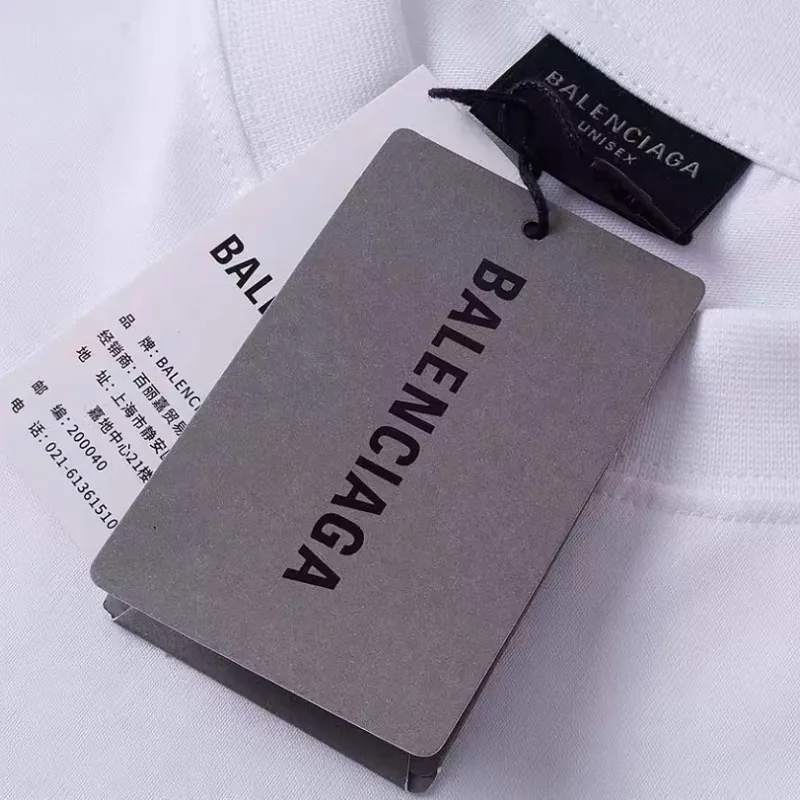 BALENCIAGA
UNISEX
BALENCIAGA
BAL
品 牌: BALENC
经销商: 百丽嘉贸易
地 址: 上海市静安
嘉地中心21楼
邮 编: 200040
电 话: 021-61361510